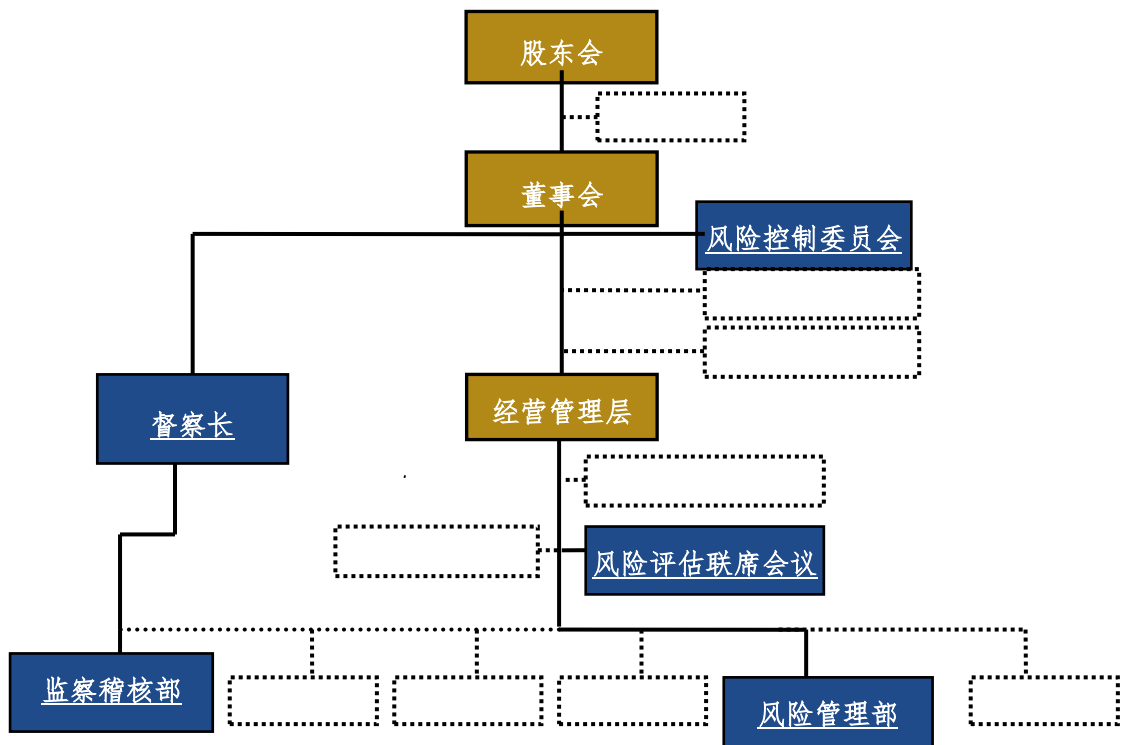 股东会
董事会
风险控制委员会
督察长
经营管理层
风险评估联席会议
监察稽核部
风险管理部